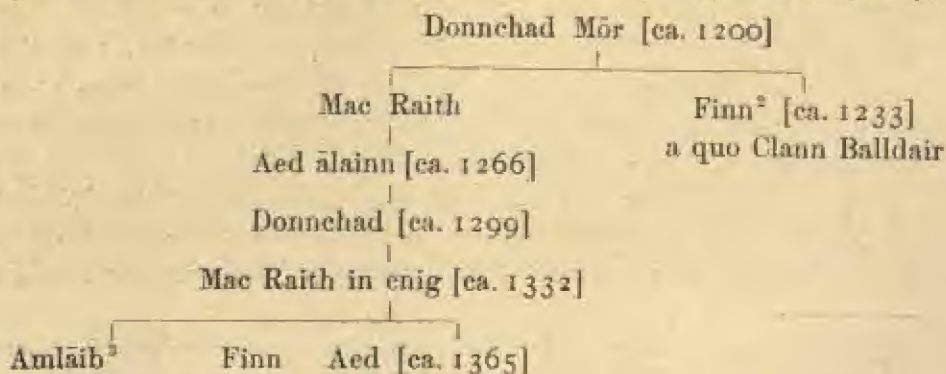 Donnchad Mōr [ca. 1200]
Mac Raith Finn² [ca. 1233]
a quo Clann Balldair
Aed ālainn [ca. 1266]
Donnchad [ca. 1299]
Mac Raith in enig [ca. 1332]
Amlāib³ Finn Aed [ca. 1365]